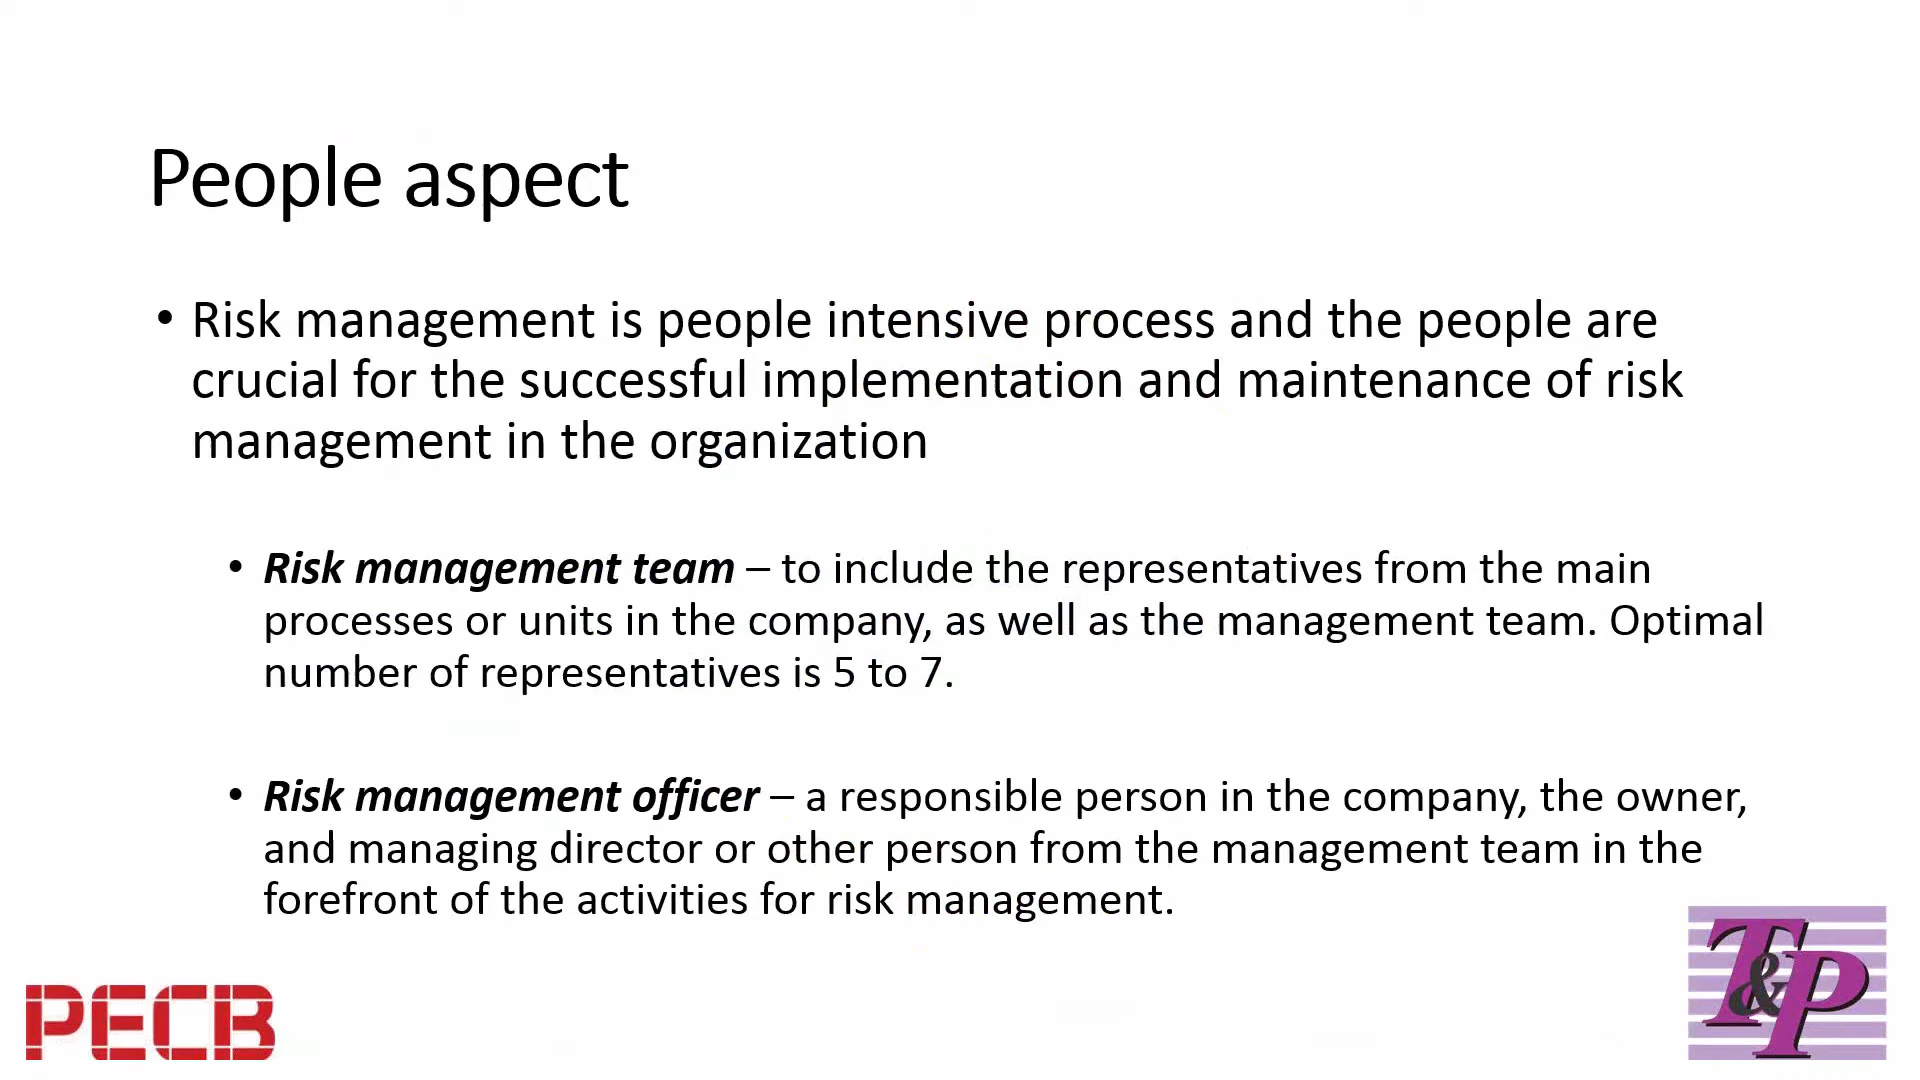 People aspect
• Risk management is people intensive process and the people are
crucial for the successful implementation and maintenance of risk
management in the organization
• Risk management team – to include the representatives from the main
processes or units in the company, as well as the management team. Optimal
number of representatives is 5 to 7.
• Risk management officer – a responsible person in the company, the owner,
and managing director or other person from the management team in the
forefront of the activities for risk management.
PECB
T&P